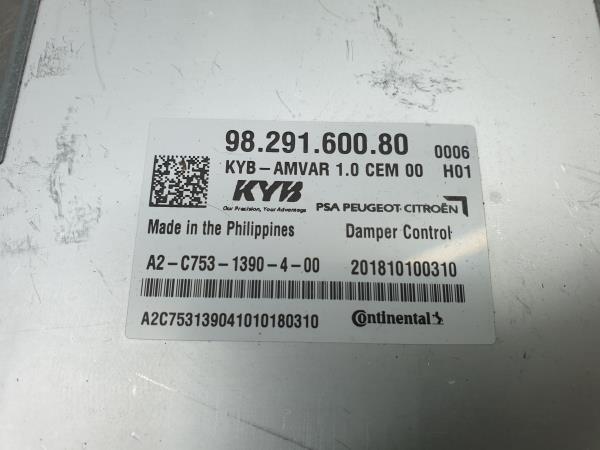 98.291.600.80 0006
KYB-AMVAR 1.0 CEM 00 H01
KYB
Our Precision, Your Advantage
PSA PEUGEOT CITROËN
Made in the Philippines Damper Control
A2-C753-1390-4-00 201810100310
A2C75313904101010180310
Continental